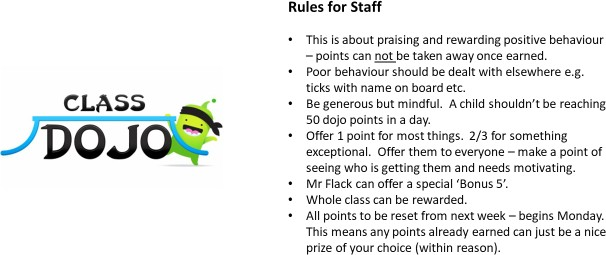 CLASS
DOJO
Rules for Staff
• This is about praising and rewarding positive behaviour
– points can not be taken away once earned.
• Poor behaviour should be dealt with elsewhere e.g.
ticks with name on board etc.
• Be generous but mindful.  A child shouldn't be reaching
50 dojo points in a day.
• Offer 1 point for most things.  2/3 for something
exceptional.  Offer them to everyone – make a point of
seeing who is getting them and needs motivating.
• Mr Flack can offer a special 'Bonus 5'.
• Whole class can be rewarded.
• All points to be reset from next week – begins Monday.
This means any points already earned can just be a nice
prize of your choice (within reason).